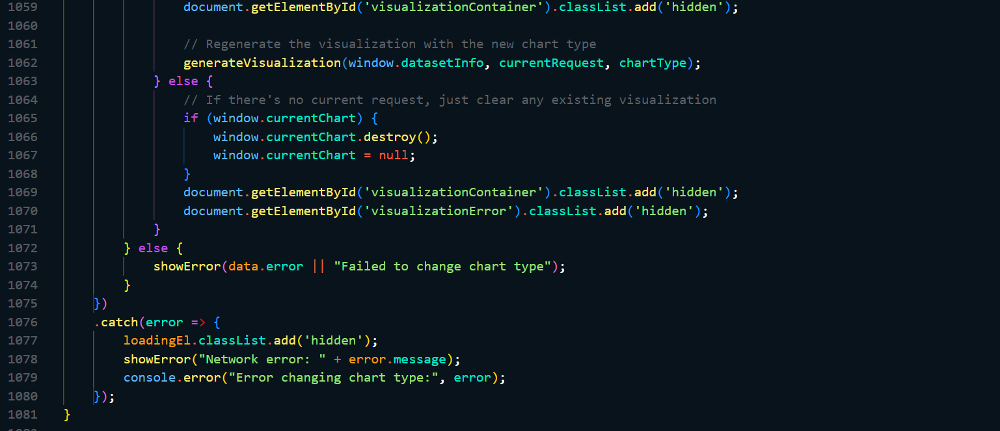 1059 document.getElementById('visualizationContainer').classList.add('hidden');
1060
1061 // Regenerate the visualization with the new chart type
1062 generateVisualization(window.datasetInfo, currentRequest, chartType);
1063 } else {
1064 // If there's no current request, just clear any existing visualization
1065 if (window.currentChart) {
1066 window.currentChart.destroy();
1067 window.currentChart = null;
1068 }
1069 document.getElementById('visualizationContainer').classList.add('hidden');
1070 document.getElementById('visualizationError').classList.add('hidden');
1071 }
1072 } else {
1073 showError(data.error || "Failed to change chart type");
1074 }
1075 })
1076 .catch(error => {
1077 loadingEl.classList.add('hidden');
1078 showError("Network error: " + error.message);
1079 console.error("Error changing chart type:", error);
1080 });
1081 }